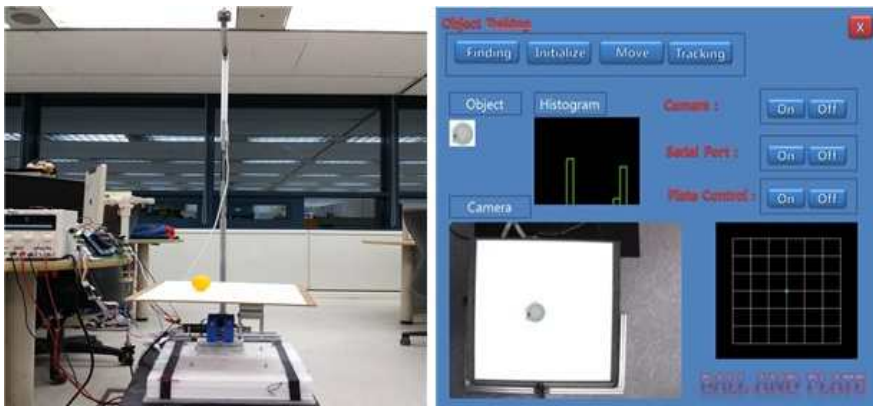 Object Traking
X
Finding Initialize Move Tracking
Object Histogram
Camera : On Off
Serial Port : On Off
Plate Control : On Off
Camera
BALL AND PLATE